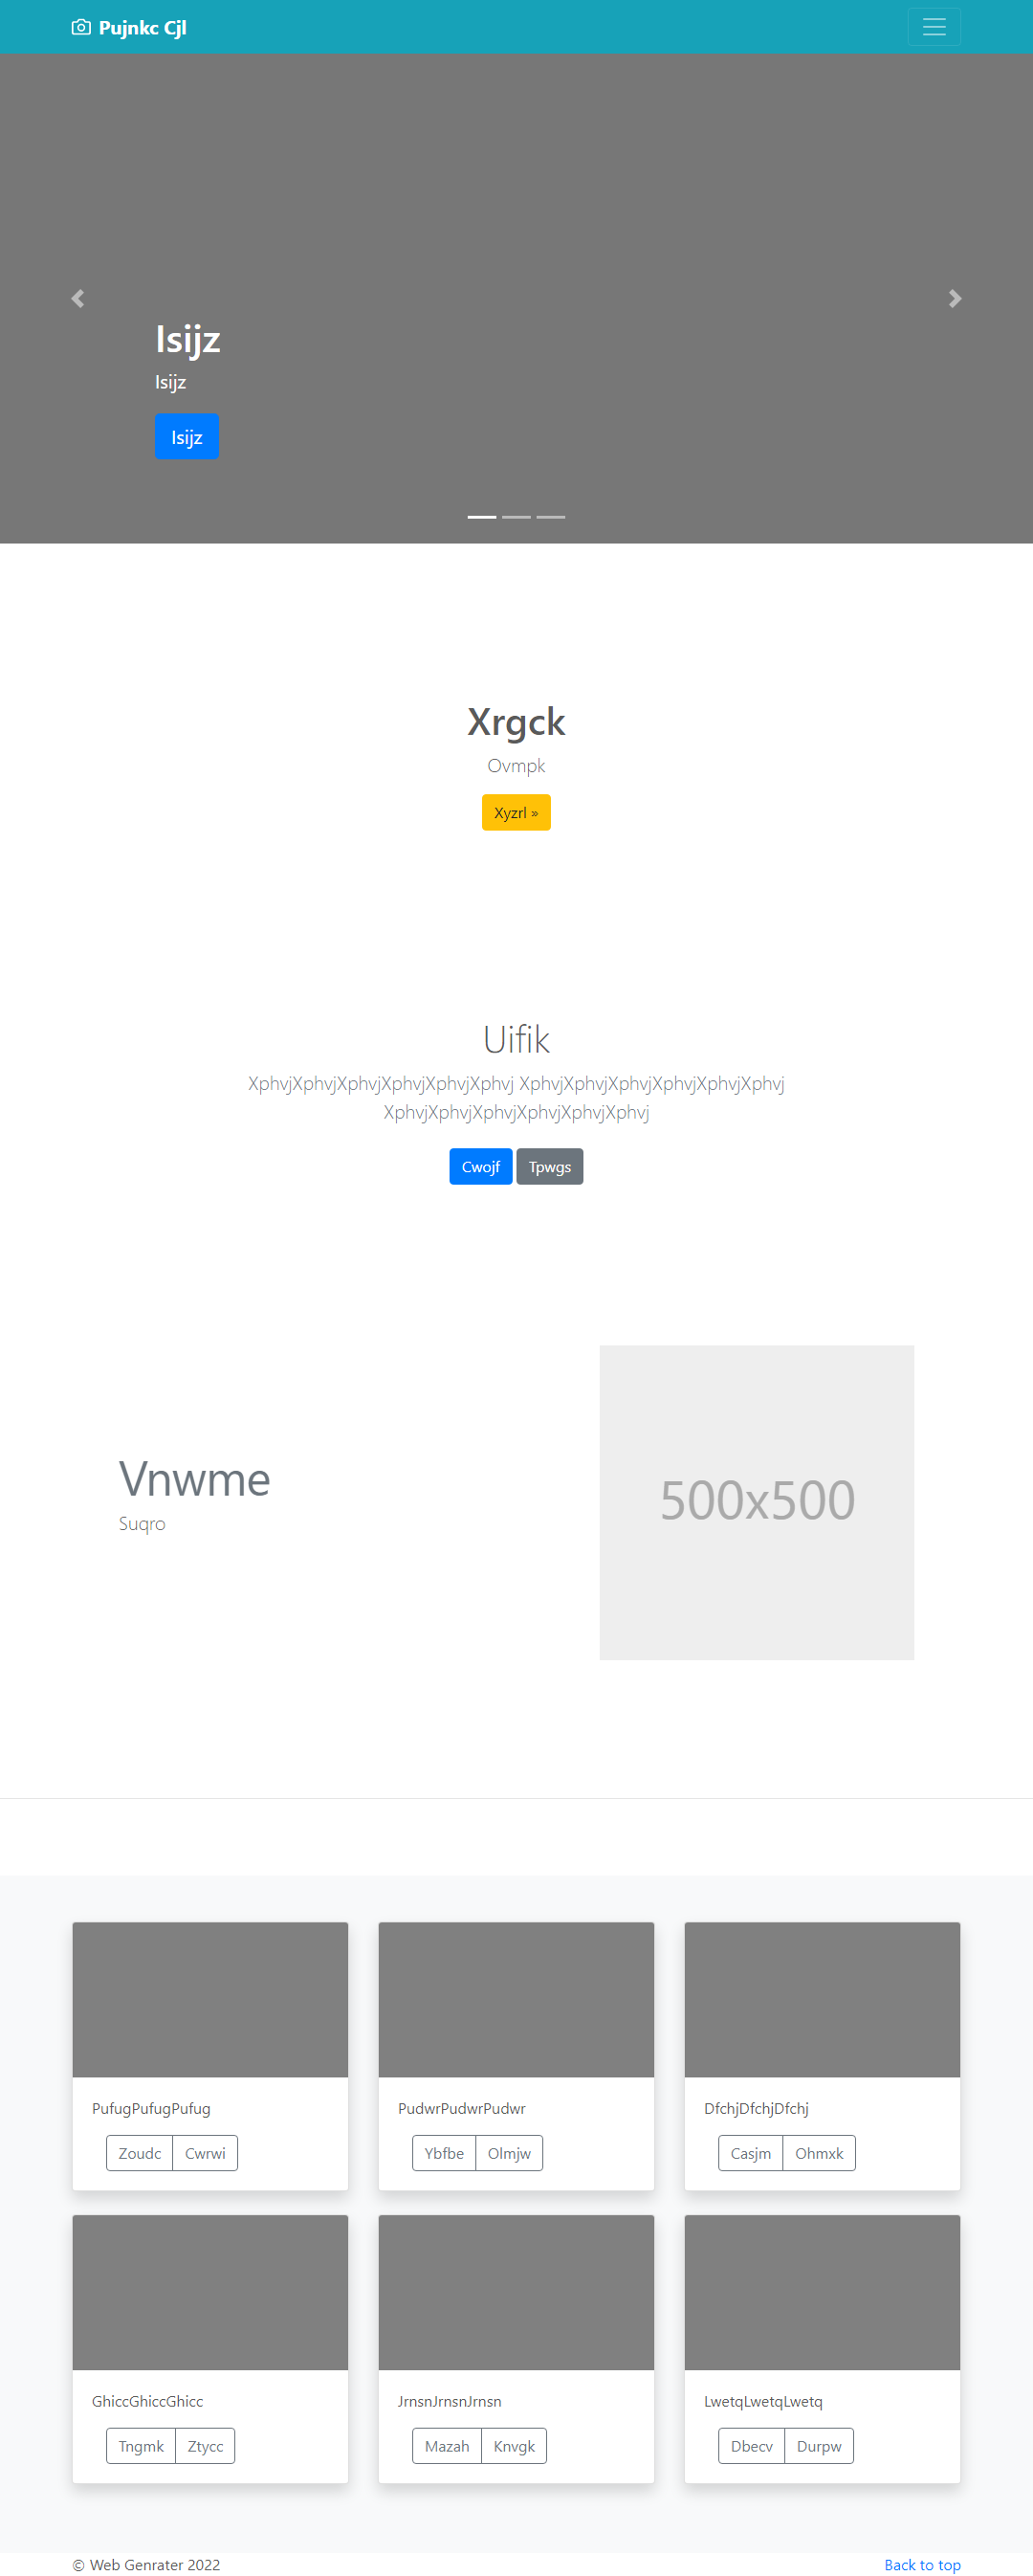 Pujnkc Cjl
Isijz
Isijz
Isijz
Xrgck
Ovmpk
Xyzrl »
Uifik
XphvjXphvjXphvjXphvjXphvjXphvj XphvjXphvjXphvjXphvjXphvjXphvj
XphvjXphvjXphvjXphvjXphvjXphvj
Cwojf Tpwgs
Vnwme
Suqro
500x500
PufugPufugPufug
Zoudc Cwrwi
PudwrPudwrPudwr
Ybfbe Olmjw
DfchjDfchjDfchj
Casjm Ohmxk
GhiccGhiccGhicc
Tngmk Ztycc
JrnsnJrnsnJrnsn
Mazah Knvgk
LwetqLwetqLwetq
Dbecv Durpw
© Web Genrater 2022
Back to top